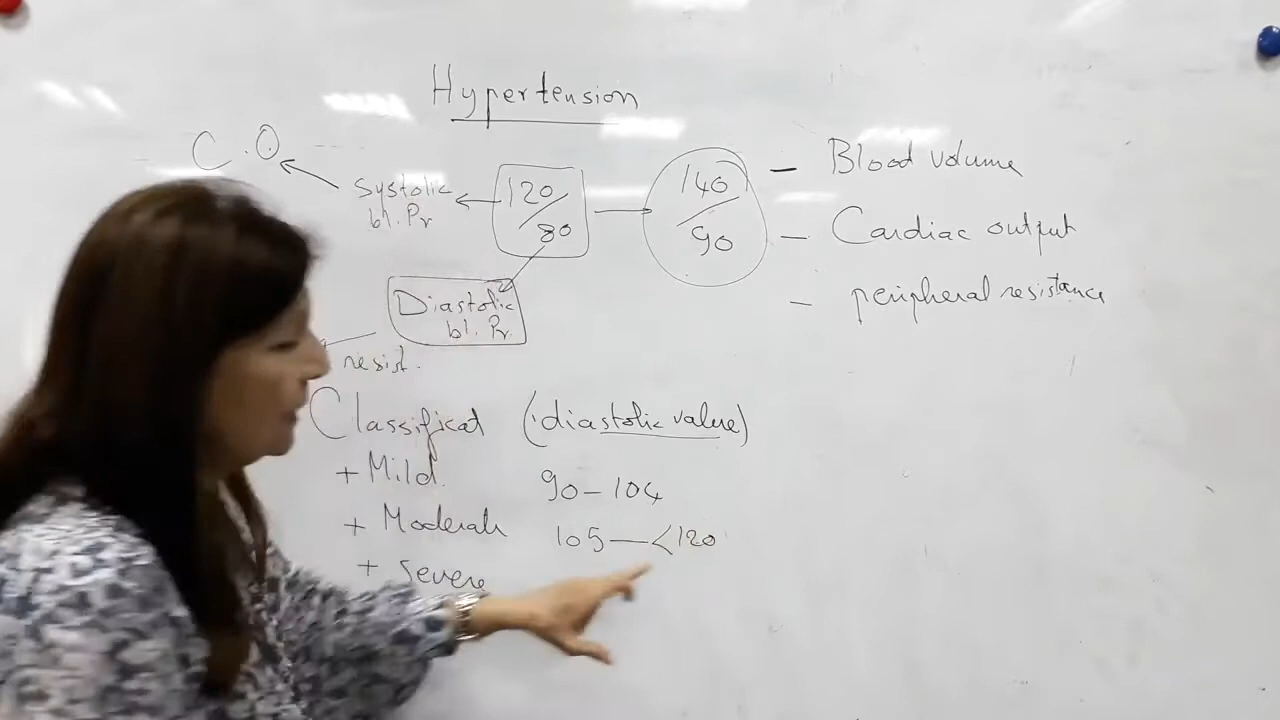 Hypertension
C.O
Systolic
bl. Pr
120/80
140/90
- Blood volume
- Cardiac output
- peripheral resistance
Diastolic
bl. Pr.
resist.
Classificat (diastolic value)
+ Mild. 90 - 104
+ Moderate 105 — <120
+ Severe